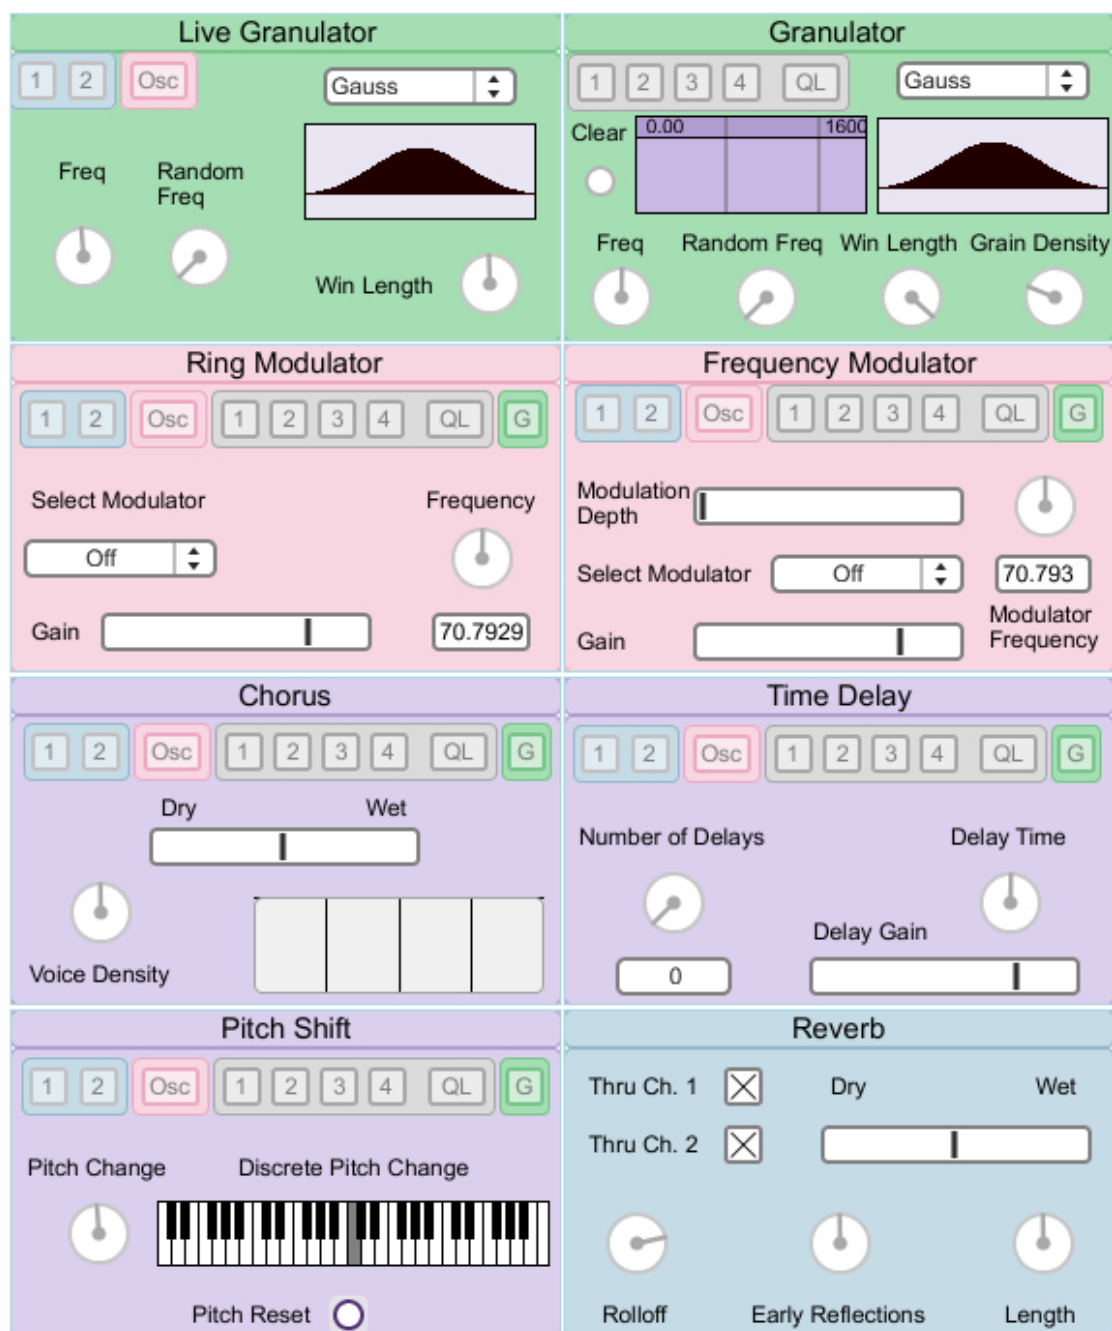 Live Granulator
1 2 Osc
Gauss
Freq
Random
Freq
Win Length
Granulator
1 2 3 4 QL
Gauss
Clear
0.00 1600
Freq Random Freq Win Length Grain Density
Ring Modulator
1 2 Osc 1 2 3 4 QL G
Select Modulator
Frequency
Off
Gain
70.7929
Frequency Modulator
1 2 Osc 1 2 3 4 QL G
Modulation
Depth
Select Modulator Off 70.793
Modulator
Frequency
Gain
Chorus
1 2 Osc 1 2 3 4 QL G
Dry Wet
Voice Density
Time Delay
1 2 Osc 1 2 3 4 QL G
Number of Delays
Delay Time
Delay Gain
0
Pitch Shift
1 2 Osc 1 2 3 4 QL G
Pitch Change Discrete Pitch Change
Pitch Reset
Reverb
Thru Ch. 1 Dry Wet
Thru Ch. 2
Rolloff Early Reflections Length